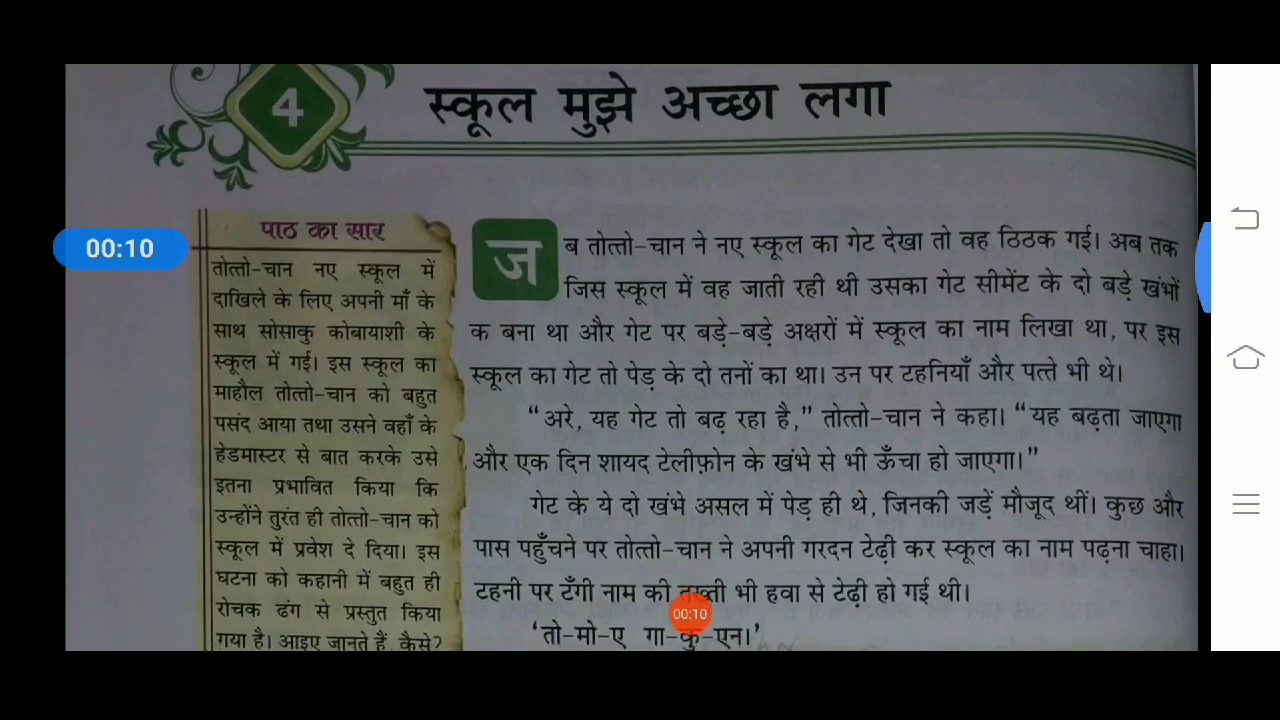 4
स्कूल मुझे अच्छा लगा
00:10
पाठ का सार
तोत्तो-चान नए स्कूल में
दाखिले के लिए अपनी माँ के
साथ सोसाकु कोबायाशी के
स्कूल में गई। इस स्कूल का
माहौल तोत्तो-चान को बहुत
पसंद आया तथा उसने वहाँ के
हेडमास्टर से बात करके उसे
इतना प्रभावित किया कि
उन्होंने तुरंत ही तोत्तो-चान को
स्कूल में प्रवेश दे दिया। इस
घटना को कहानी में बहुत ही
रोचक ढंग से प्रस्तुत किया
गया है। आइए जानते हैं, कैसे?
जब तोत्तो-चान ने नए स्कूल का गेट देखा तो वह ठिठक गई। अब तक
जिस स्कूल में वह जाती रही थी उसका गेट सीमेंट के दो बड़े खंभों
क बना था और गेट पर बड़े-बड़े अक्षरों में स्कूल का नाम लिखा था, पर इस
स्कूल का गेट तो पेड़ के दो तनों का था। उन पर टहनियाँ और पत्ते भी थे।
“अरे, यह गेट तो बढ़ रहा है,” तोत्तो-चान ने कहा। “यह बढ़ता जाएगा
और एक दिन शायद टेलीफ़ोन के खंभे से भी ऊँचा हो जाएगा।”
गेट के ये दो खंभे असल में पेड़ ही थे, जिनकी जड़ें मौजूद थीं। कुछ और
पास पहुँचने पर तोत्तो-चान ने अपनी गरदन टेढ़ी कर स्कूल का नाम पढ़ना चाहा।
टहनी पर टँगी नाम की तख्ती भी हवा से टेढ़ी हो गई थी।
00:10
‘तो-मो-ए गा-कु-एन।’